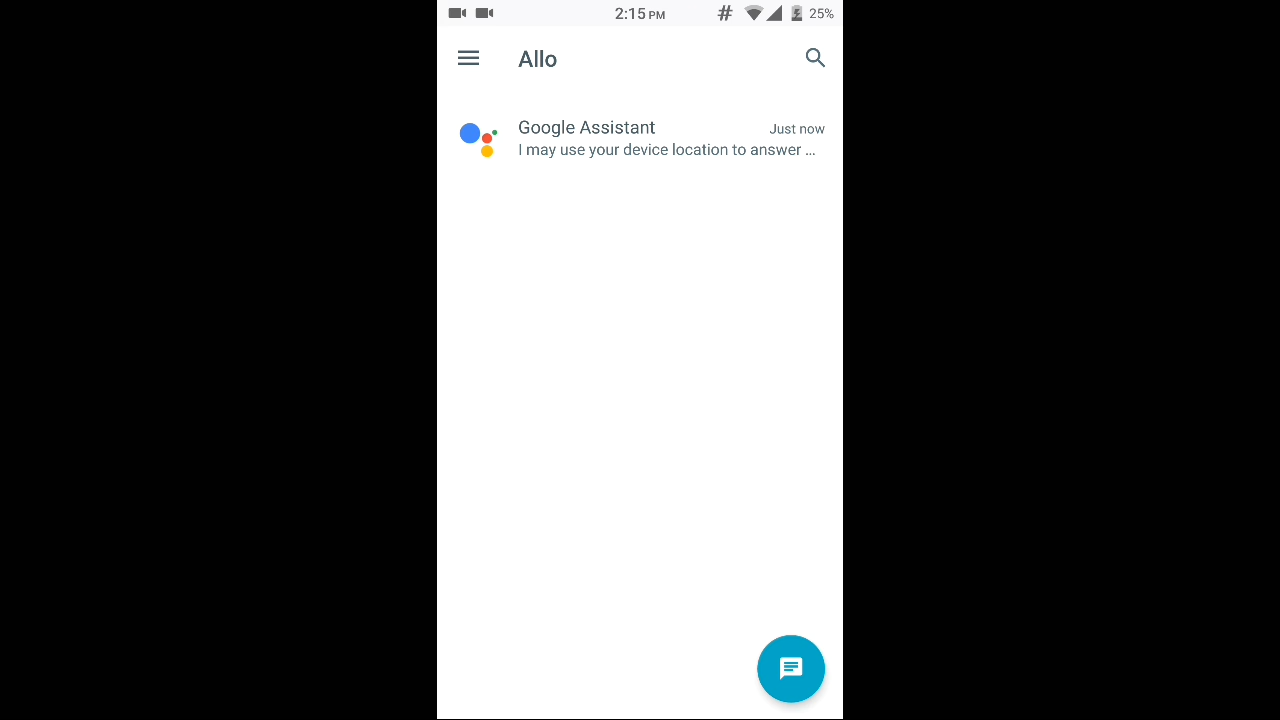 2:15 PM
25%
Allo
Google Assistant
Just now
I may use your device location to answer ...